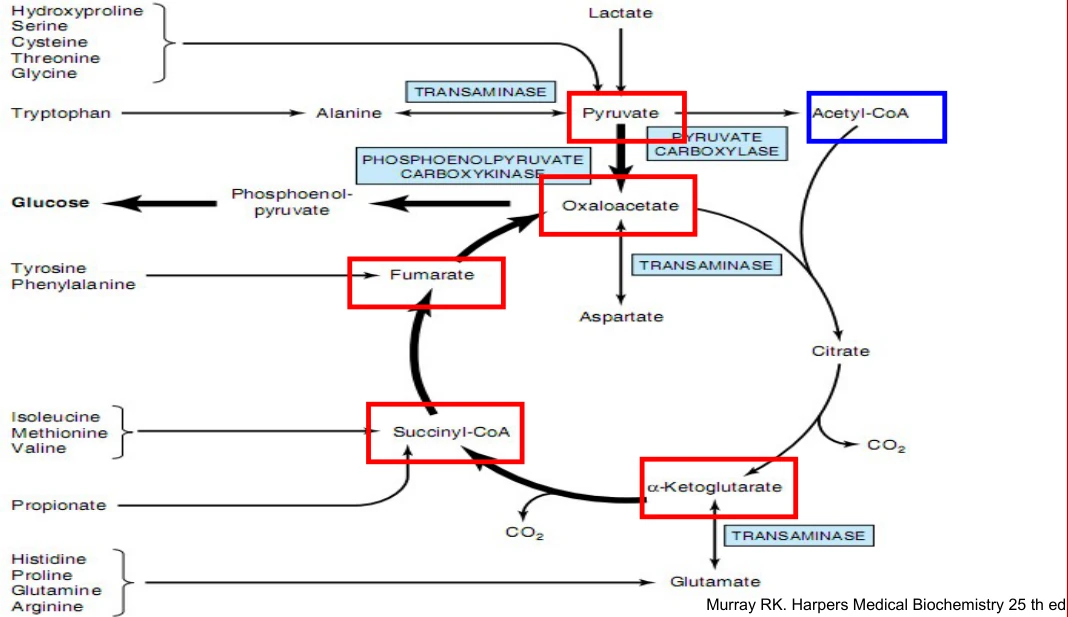 Hydroxyproline
Serine
Cysteine
Threonine
Glycine
Lactate
TRANSAMINASE
Tryptophan
Alanine
Pyruvate
Acetyl-CoA
PYRUVATE
CARBOXYLASE
PHOSPHOENOLPYRUVATE
CARBOXYKINASE
Glucose
Phosphoenol-
pyruvate
Oxaloacetate
Tyrosine
Phenylalanine
Fumarate
TRANSAMINASE
Aspartate
Citrate
Isoleucine
Methionine
Valine
Succinyl-CoA
CO2
α-Ketoglutarate
Propionate
CO2
TRANSAMINASE
Histidine
Proline
Glutamine
Arginine
Glutamate
Murray RK. Harpers Medical Biochemistry 25 th ed